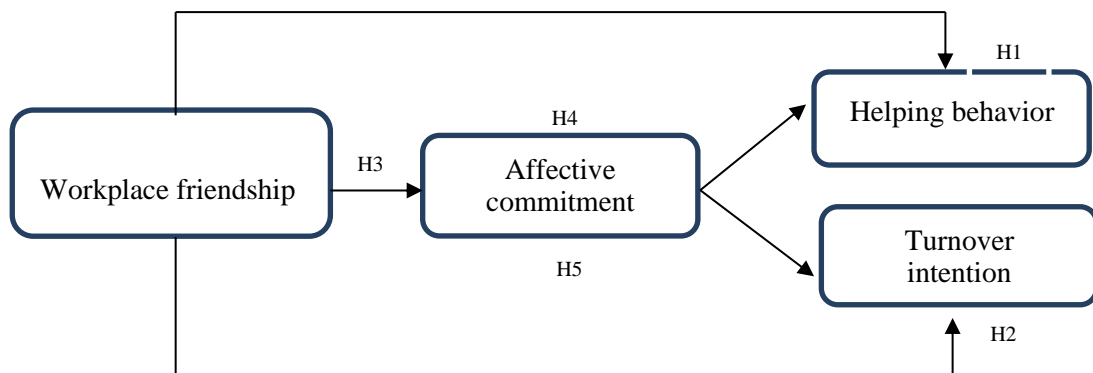 H1
Helping behavior
H4
Workplace friendship
H3
Affective
commitment
Turnover
intention
H5
H2